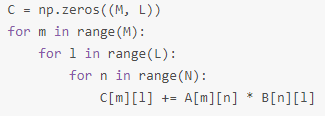 C = np.zeros((M, L))
for m in range(M):
    for l in range(L):
        for n in range(N):
            C[m][l] += A[m][n] * B[n][l]